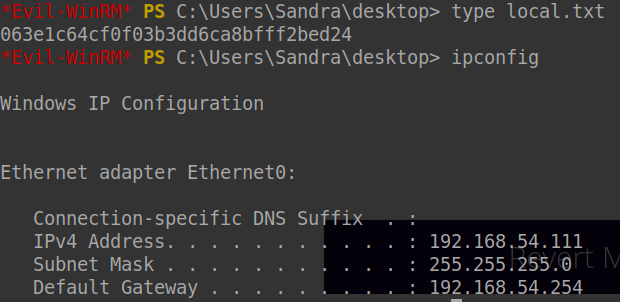 *Evil-WinRM* PS C:\Users\Sandra\desktop> type local.txt
063e1c64cf0f03b3dd6ca8bfff2bed24
*Evil-WinRM* PS C:\Users\Sandra\desktop> ipconfig
Windows IP Configuration
Ethernet adapter Ethernet0:
Connection-specific DNS Suffix . :
IPv4 Address. . . . . . . . . . . : 192.168.54.111
Subnet Mask . . . . . . . . . . . : 255.255.255.0
Revert M
Default Gateway . . . . . . . . . : 192.168.54.254